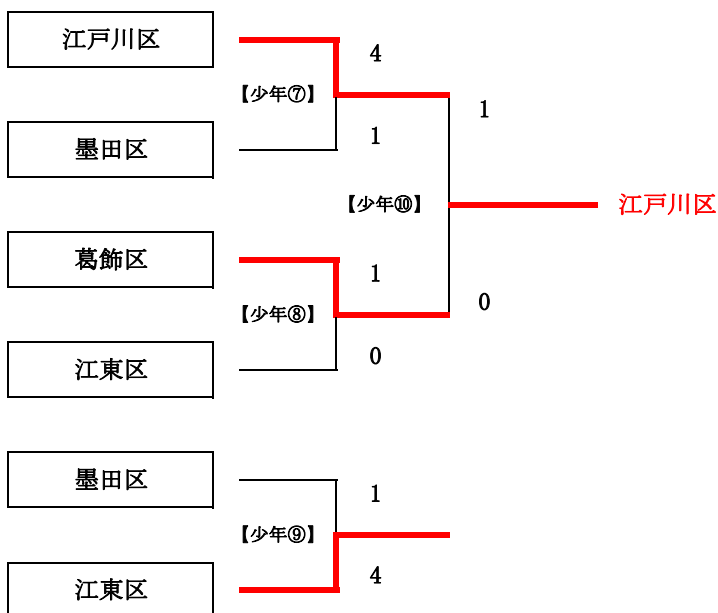 江戸川区
4
【少年⑦】
1
1
墨田区
【少年⑩】
江戸川区
葛飾区
1
【少年⑧】
0
0
江東区
墨田区
1
【少年⑨】
4
江東区